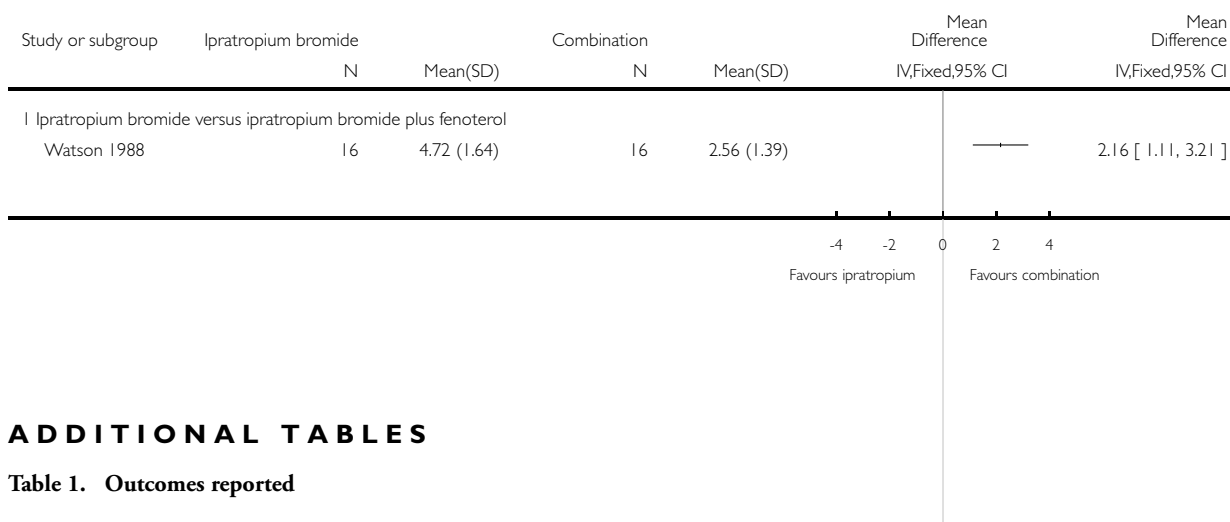 Study or subgroup Ipratropium bromide Combination Mean Difference Mean Difference
N Mean(SD) N Mean(SD) IV,Fixed,95% CI IV,Fixed,95% CI
1 Ipratropium bromide versus ipratropium bromide plus fenoterol
Watson 1988 16 4.72 (1.64) 16 2.56 (1.39) 2.16 [ 1.11, 3.21 ]
-4 -2 0 2 4
Favours ipratropium Favours combination
ADDITIONAL TABLES
Table 1. Outcomes reported